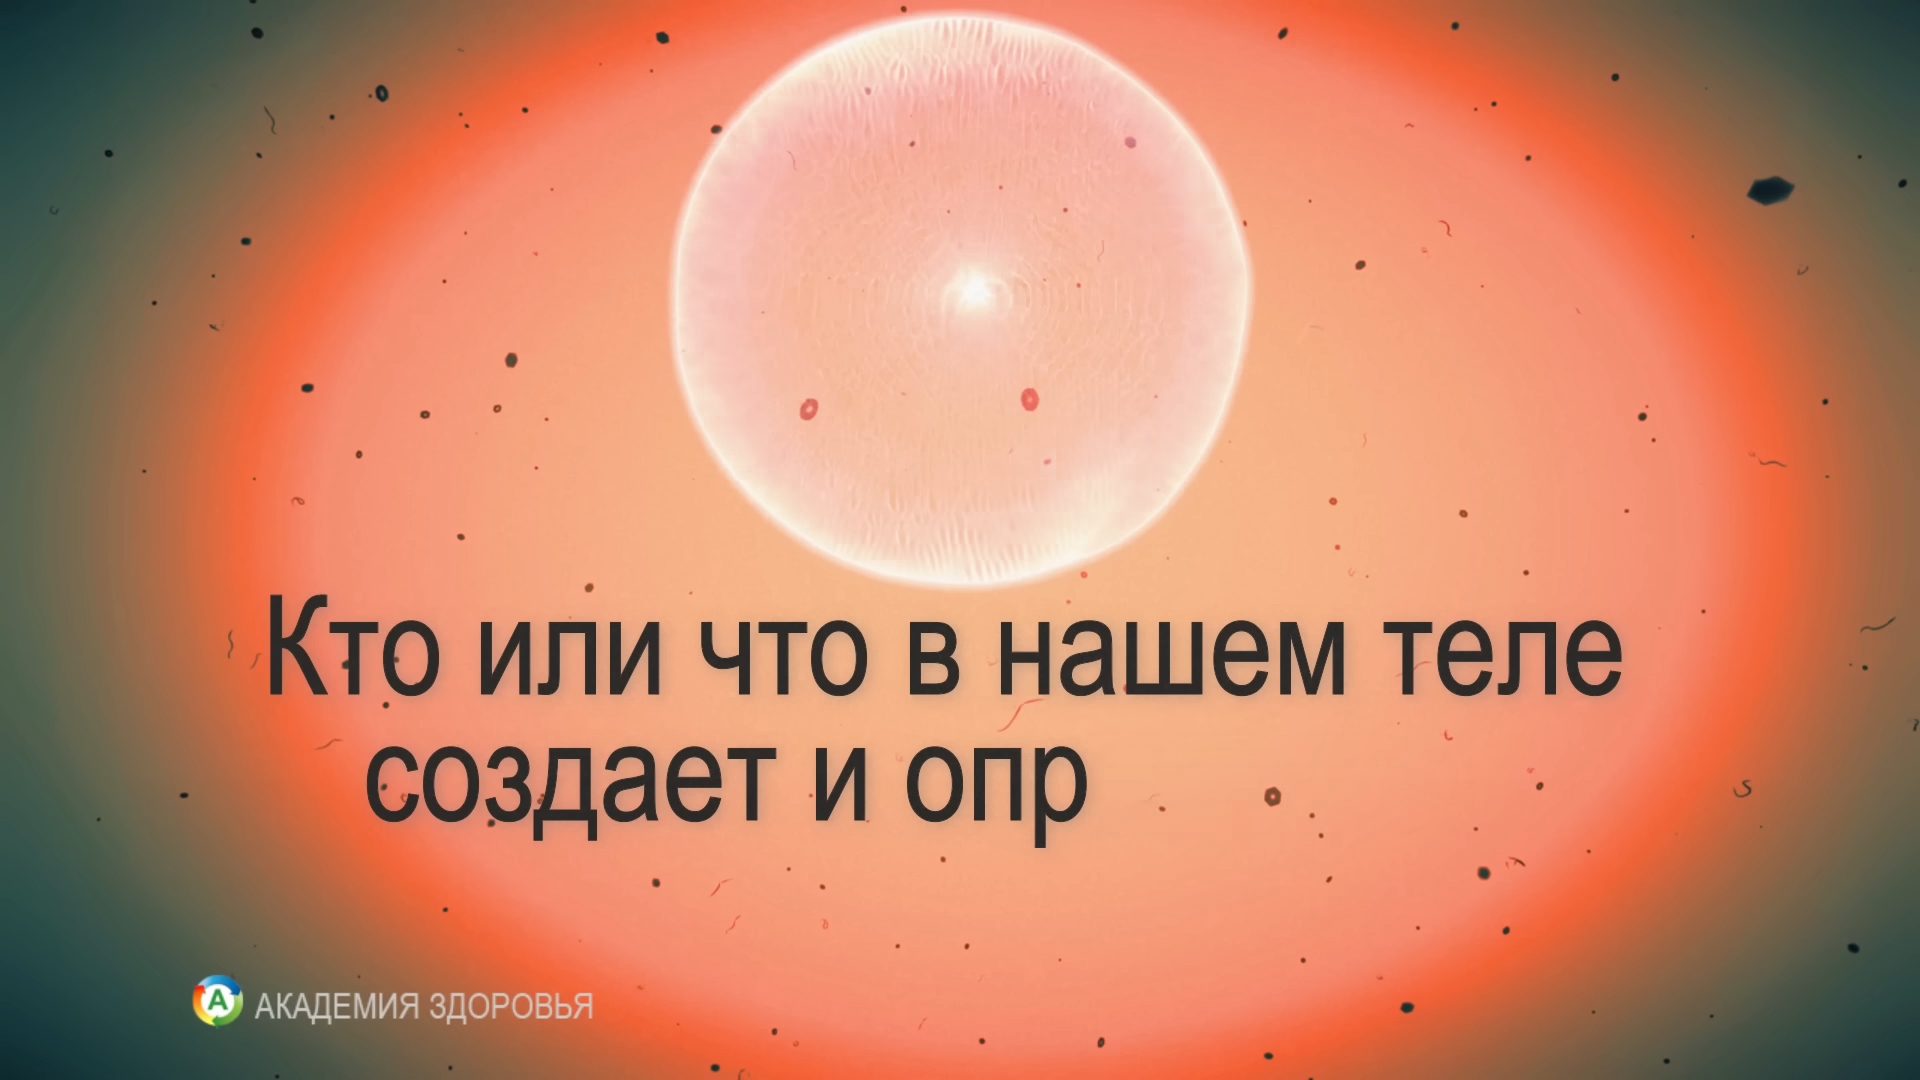 Кто или что в нашем теле
создает и опр
АКАДЕМИЯ ЗДОРОВЬЯ